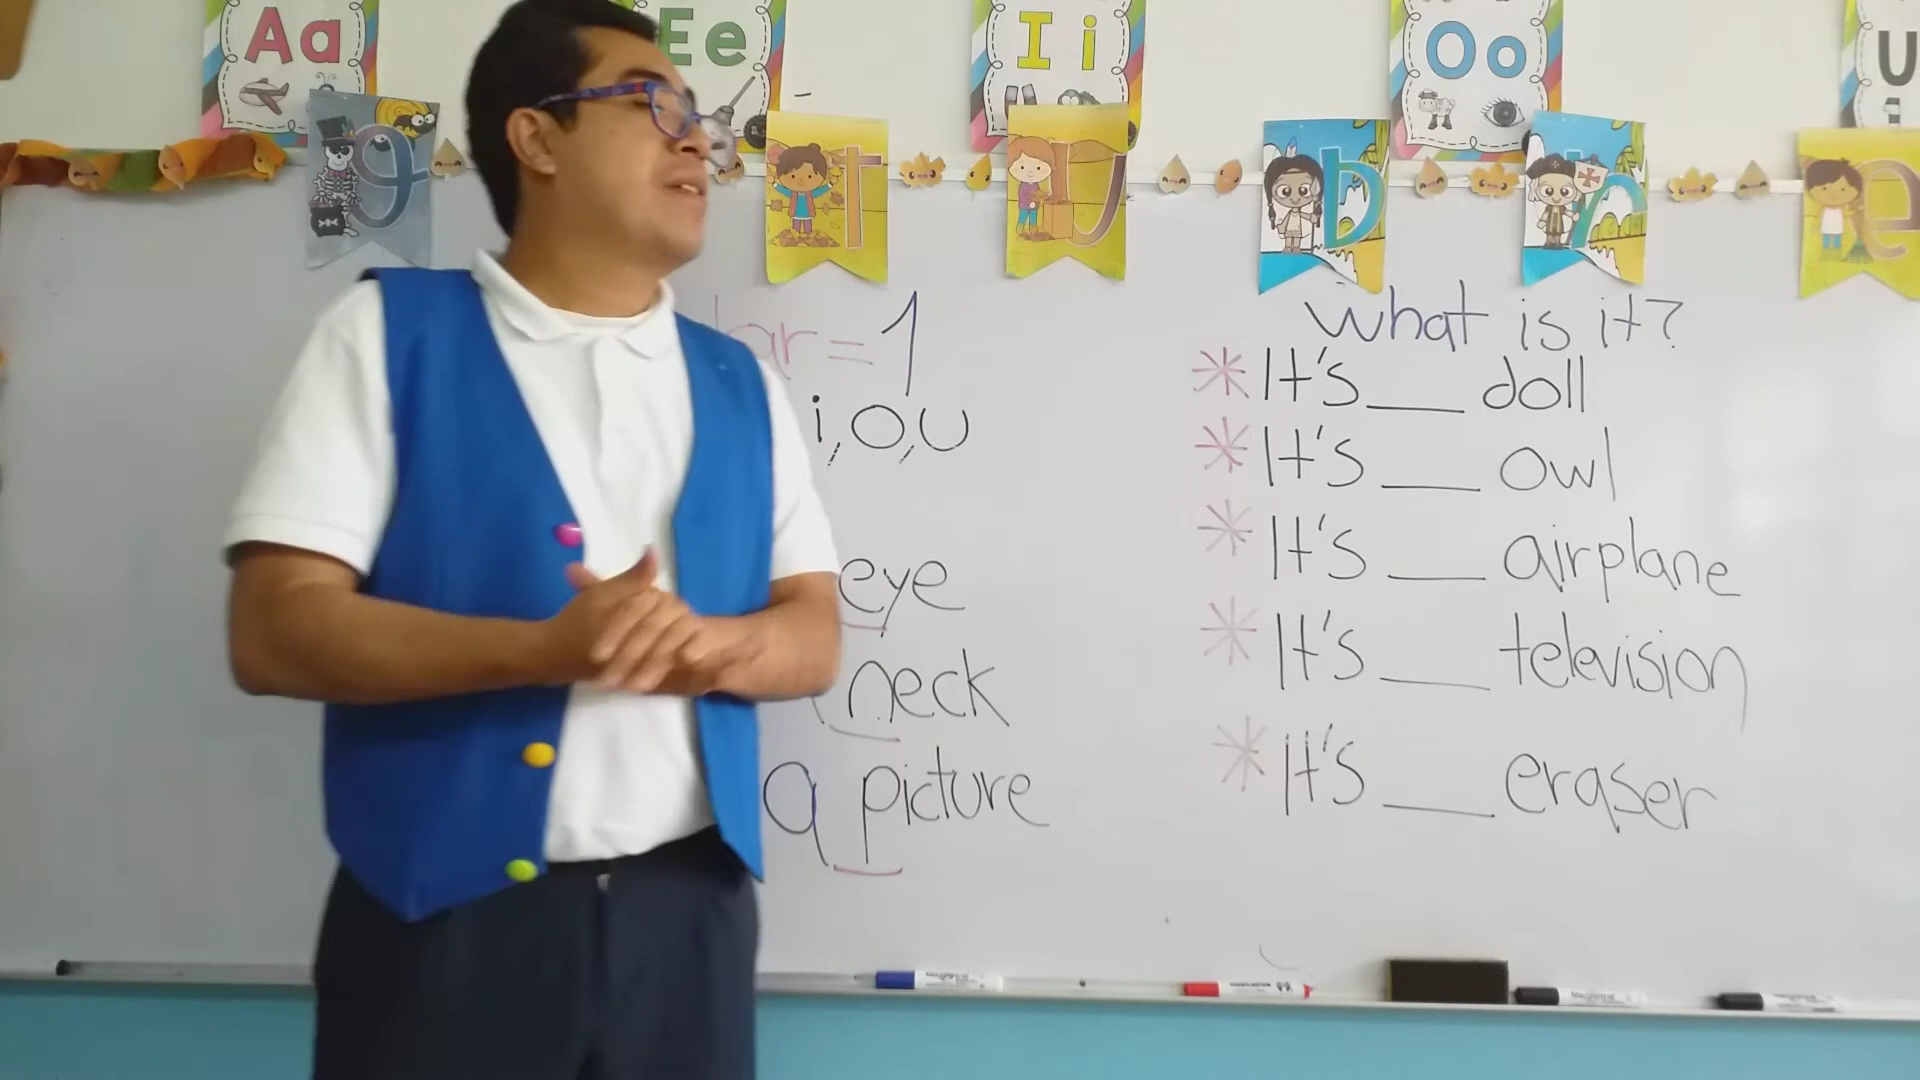 Aa
Ee
Ii
Oo
U
t
u
b
r
e
ar = 1
i, o, u
eye
neck
a picture
What is it?
* It's ___ doll
* It's ___ owl
* It's ___ airplane
* It's ___ television
* It's ___ eraser